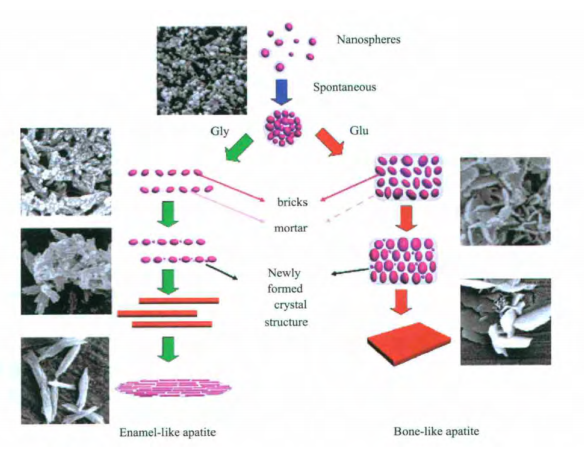 Nanospheres
Spontaneous
Gly
Glu
bricks
mortar
Newly
formed
crystal
structure
Enamel-like apatite
Bone-like apatite